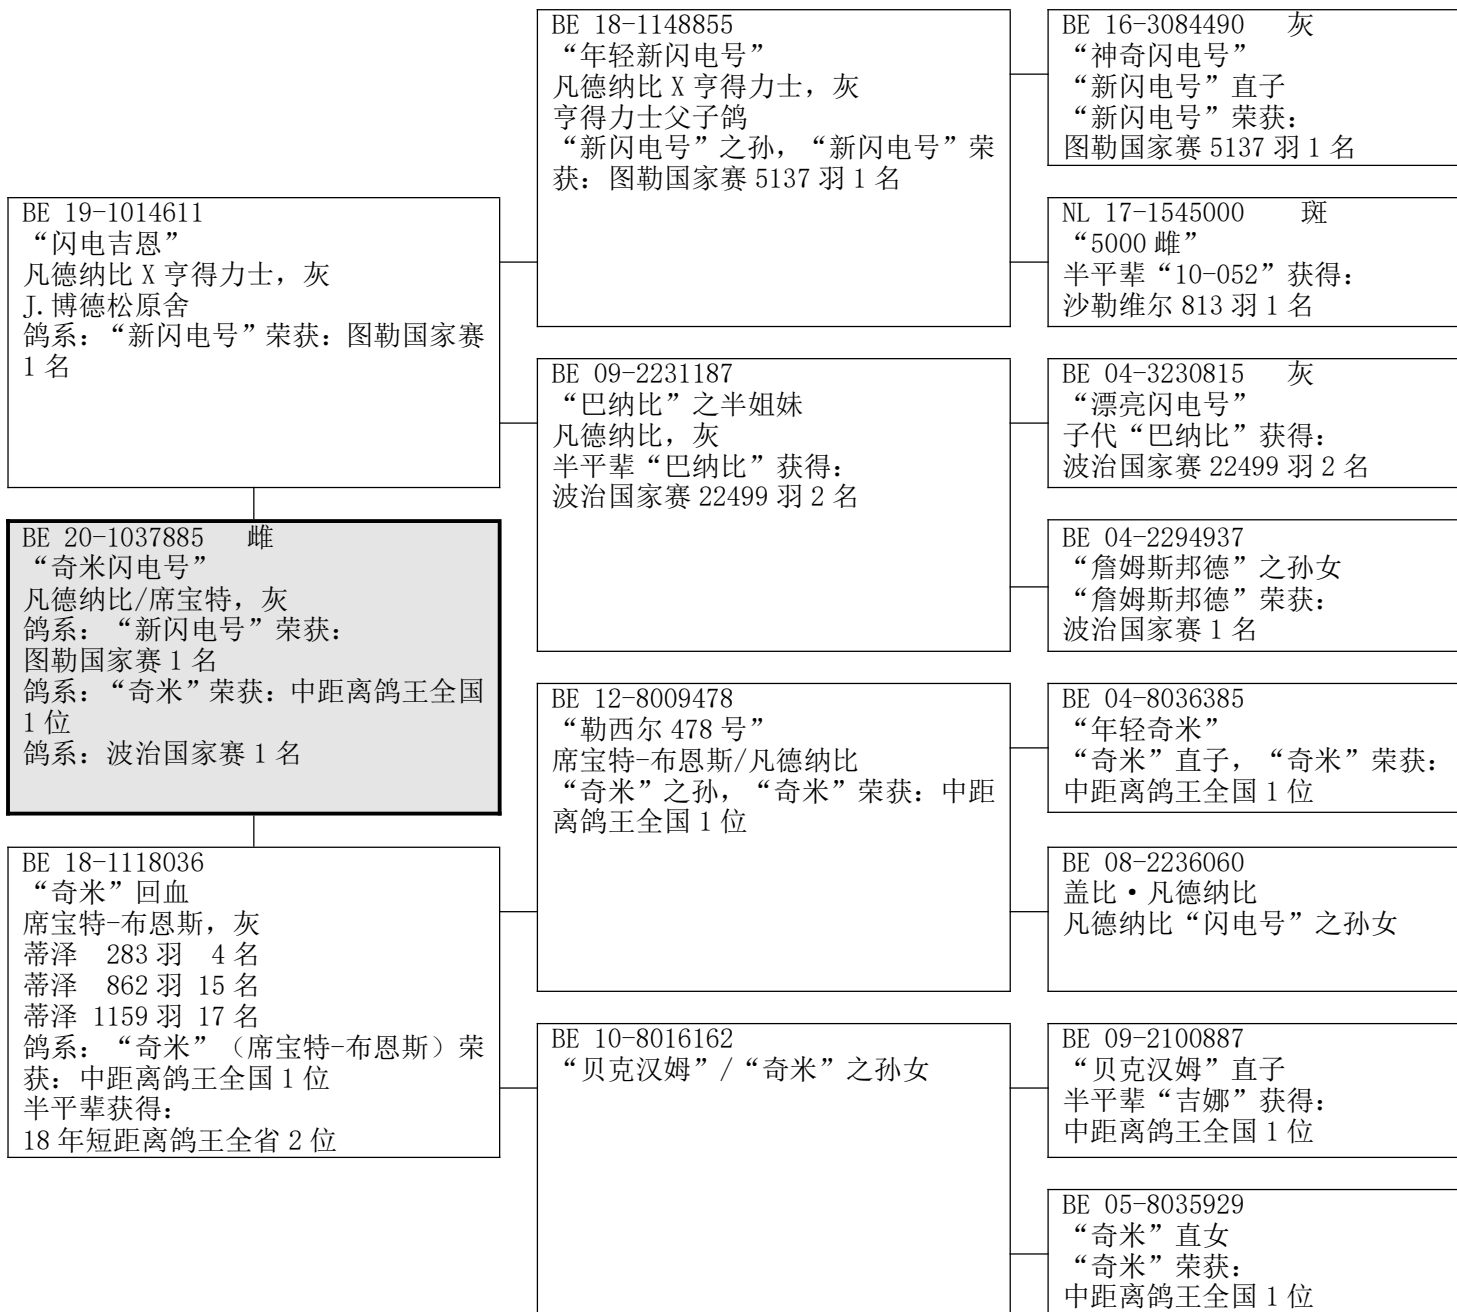 BE 19-1014611
“闪电吉恩”
凡德纳比 X 亨得力士，灰
J.博德松原舍
鸽系：“新闪电号”荣获：图勒国家赛
1 名
BE 20-1037885 雌
“奇米闪电号”
凡德纳比/席宝特，灰
鸽系：“新闪电号”荣获：
图勒国家赛 1 名
鸽系：“奇米”荣获：中距离鸽王全国
1 位
鸽系：波治国家赛 1 名
BE 18-1118036
“奇米”回血
席宝特-布恩斯，灰
蒂泽 283 羽 4 名
蒂泽 862 羽 15 名
蒂泽 1159 羽 17 名
鸽系：“奇米”（席宝特-布恩斯）荣
获：中距离鸽王全国 1 位
半平辈获得：
18 年短距离鸽王全省 2 位
BE 18-1148855
“年轻新闪电号”
凡德纳比 X 亨得力士，灰
亨得力士父子鸽
“新闪电号”之孙，“新闪电号”荣
获：图勒国家赛 5137 羽 1 名
BE 09-2231187
“巴纳比”之半姐妹
凡德纳比，灰
半平辈“巴纳比”获得：
波治国家赛 22499 羽 2 名
BE 12-8009478
“勒西尔 478 号”
席宝特-布恩斯/凡德纳比
“奇米”之孙，“奇米”荣获：中距
离鸽王全国 1 位
BE 10-8016162
“贝克汉姆”/“奇米”之孙女
BE 16-3084490 灰
“神奇闪电号”
“新闪电号”直子
“新闪电号”荣获：
图勒国家赛 5137 羽 1 名
NL 17-1545000 斑
“5000 雌”
半平辈“10-052”获得：
沙勒维尔 813 羽 1 名
BE 04-3230815 灰
“漂亮闪电号”
子代“巴纳比”获得：
波治国家赛 22499 羽 2 名
BE 04-2294937
“詹姆斯邦德”之孙女
“詹姆斯邦德”荣获：
波治国家赛 1 名
BE 04-8036385
“年轻奇米”
“奇米”直子，“奇米”荣获：
中距离鸽王全国 1 位
BE 08-2236060
盖比•凡德纳比
凡德纳比“闪电号”之孙女
BE 09-2100887
“贝克汉姆”直子
半平辈“吉娜”获得：
中距离鸽王全国 1 位
BE 05-8035929
“奇米”直女
“奇米”荣获：
中距离鸽王全国 1 位